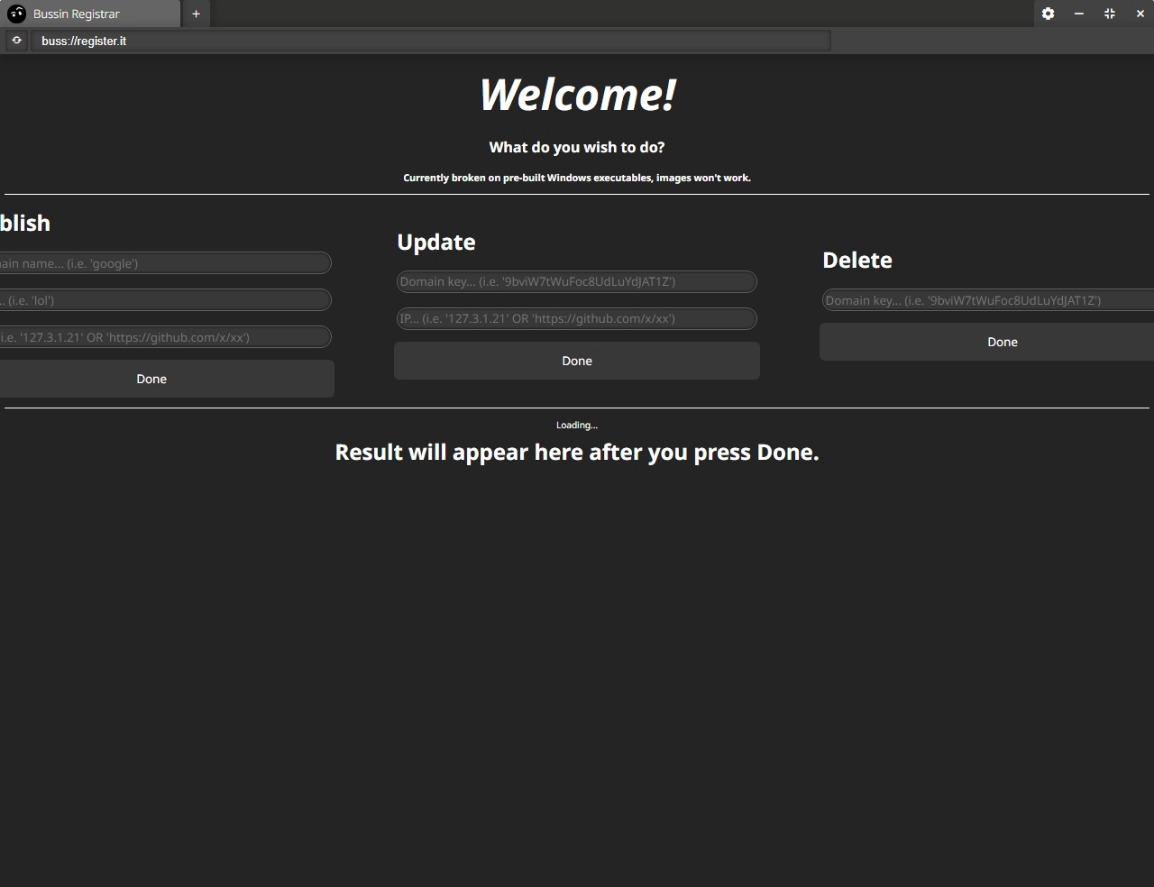 Bussin Registrar
+
buss://register.it
Welcome!
What do you wish to do?
Currently broken on pre-built Windows executables, images won't work.
blish
ain name... (i.e. 'google')
.. (i.e. 'lol')
i.e. '127.3.1.21' OR 'https://github.com/x/xx')
Done
Update
Domain key... (i.e. '9bviW7tWuFoc8UdLuYdJAT1Z')
IP... (i.e. '127.3.1.21' OR 'https://github.com/x/xx')
Done
Delete
Domain key... (i.e. '9bviW7tWuFoc8UdLuYdJAT1Z')
Done
Loading...
Result will appear here after you press Done.